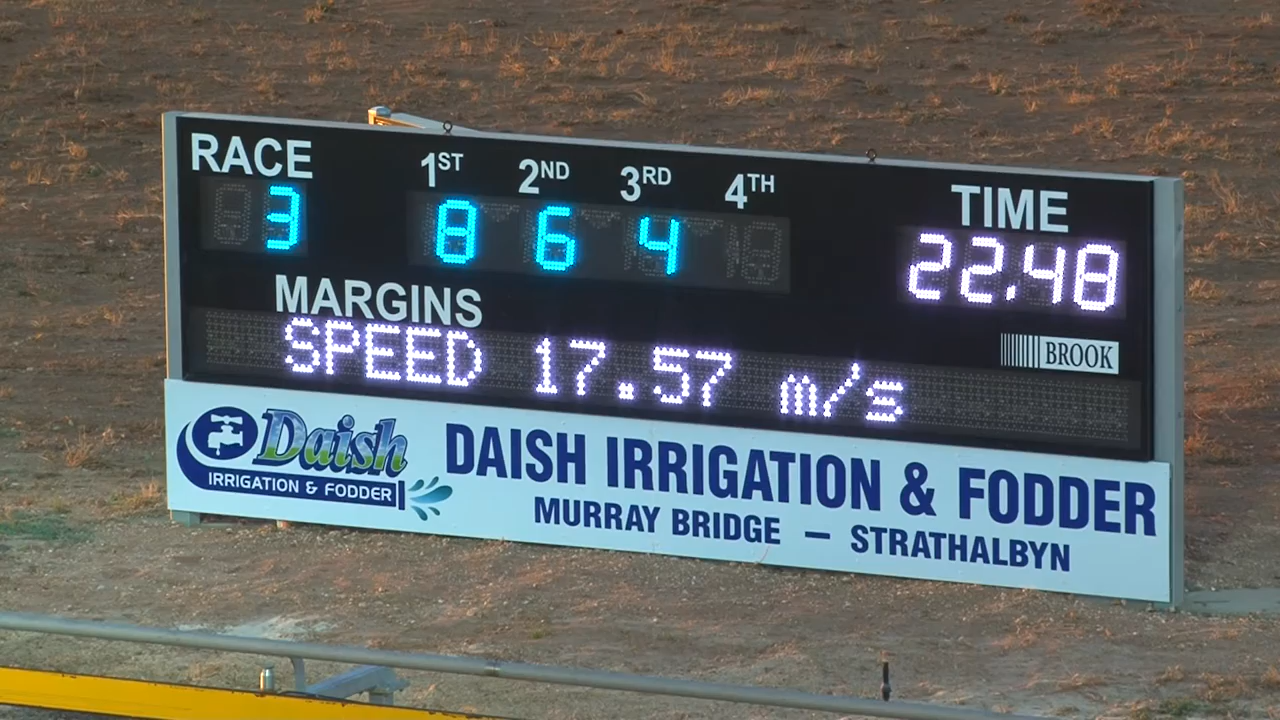 RACE 1ST 2ND 3RD 4TH TIME
3 8 6 4 22.48
MARGINS
SPEED 17.57 m/s
BROOK
Daish
IRRIGATION & FODDER
DAISH IRRIGATION & FODDER
MURRAY BRIDGE – STRATHALBYN